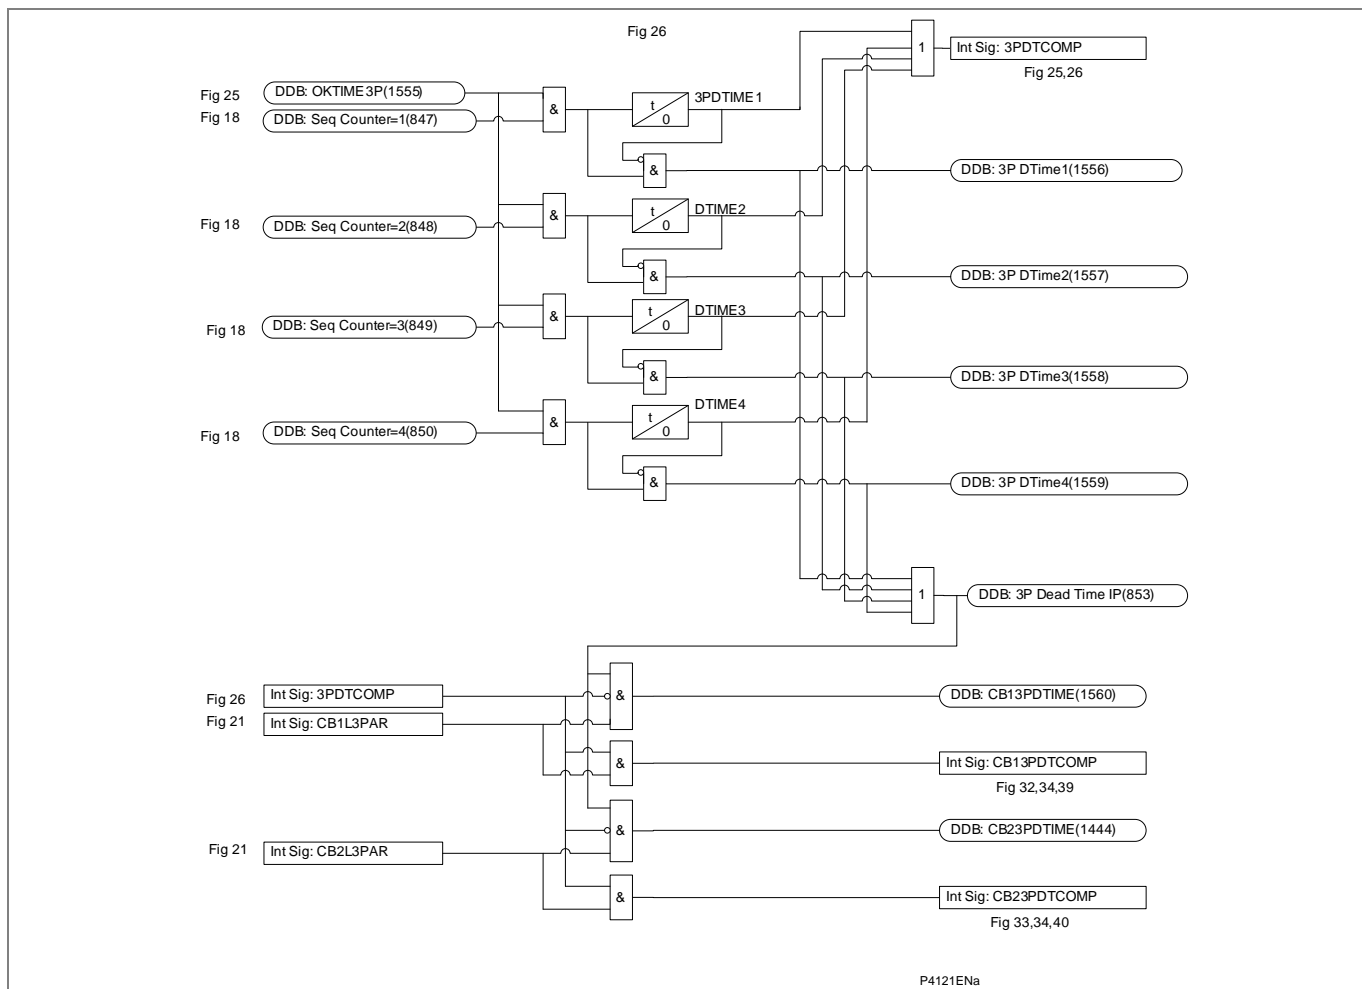 Fig 26
1
Int Sig: 3PDTCOMP
Fig 25,26
Fig 25
DDB: OKTIME3P(1555)
Fig 18
DDB: Seq Counter=1(847)
&
t
0
3PDTIME1
&
DDB: 3P DTime1(1556)
Fig 18
DDB: Seq Counter=2(848)
&
t
0
DTIME2
&
DDB: 3P DTime2(1557)
Fig 18
DDB: Seq Counter=3(849)
&
t
0
DTIME3
&
DDB: 3P DTime3(1558)
Fig 18
DDB: Seq Counter=4(850)
&
t
0
DTIME4
&
DDB: 3P DTime4(1559)
1
DDB: 3P Dead Time IP(853)
Fig 26
Int Sig: 3PDTCOMP
&
DDB: CB13PDTIME(1560)
Fig 21
Int Sig: CB1L3PAR
&
Int Sig: CB13PDTCOMP
Fig 32,34,39
&
DDB: CB23PDTIME(1444)
Fig 21
Int Sig: CB2L3PAR
&
Int Sig: CB23PDTCOMP
Fig 33,34,40
P4121ENa